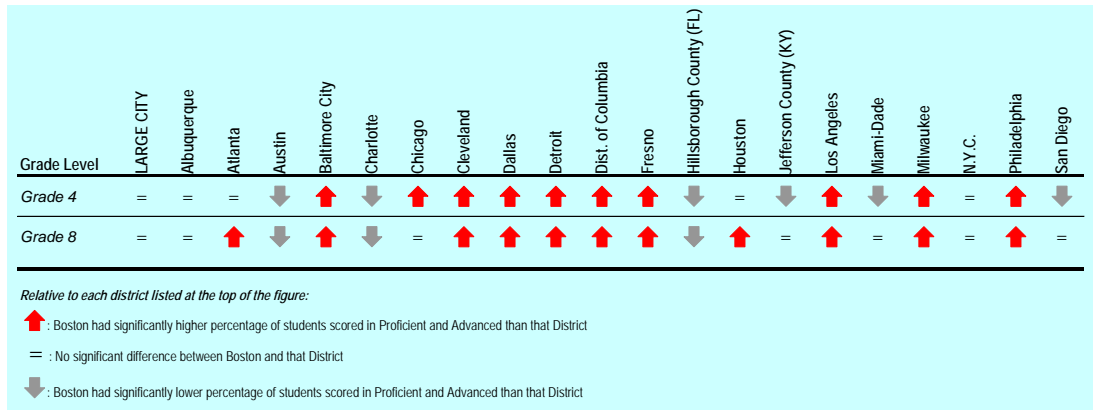 Grade Level LARGE CITY Albuquerque Atlanta Austin Baltimore City Charlotte Chicago Cleveland Dallas Detroit Dist. of Columbia Fresno Hillsborough County (FL) Houston Jefferson County (KY) Los Angeles Miami-Dade Milwaukee N.Y.C. Philadelphia San Diego
Grade 4 = = = = = =
Grade 8 = = = = = = =
Relative to each district listed at the top of the figure:
: Boston had significantly higher percentage of students scored in Proficient and Advanced than that District
= : No significant difference between Boston and that District
: Boston had significantly lower percentage of students scored in Proficient and Advanced than that District